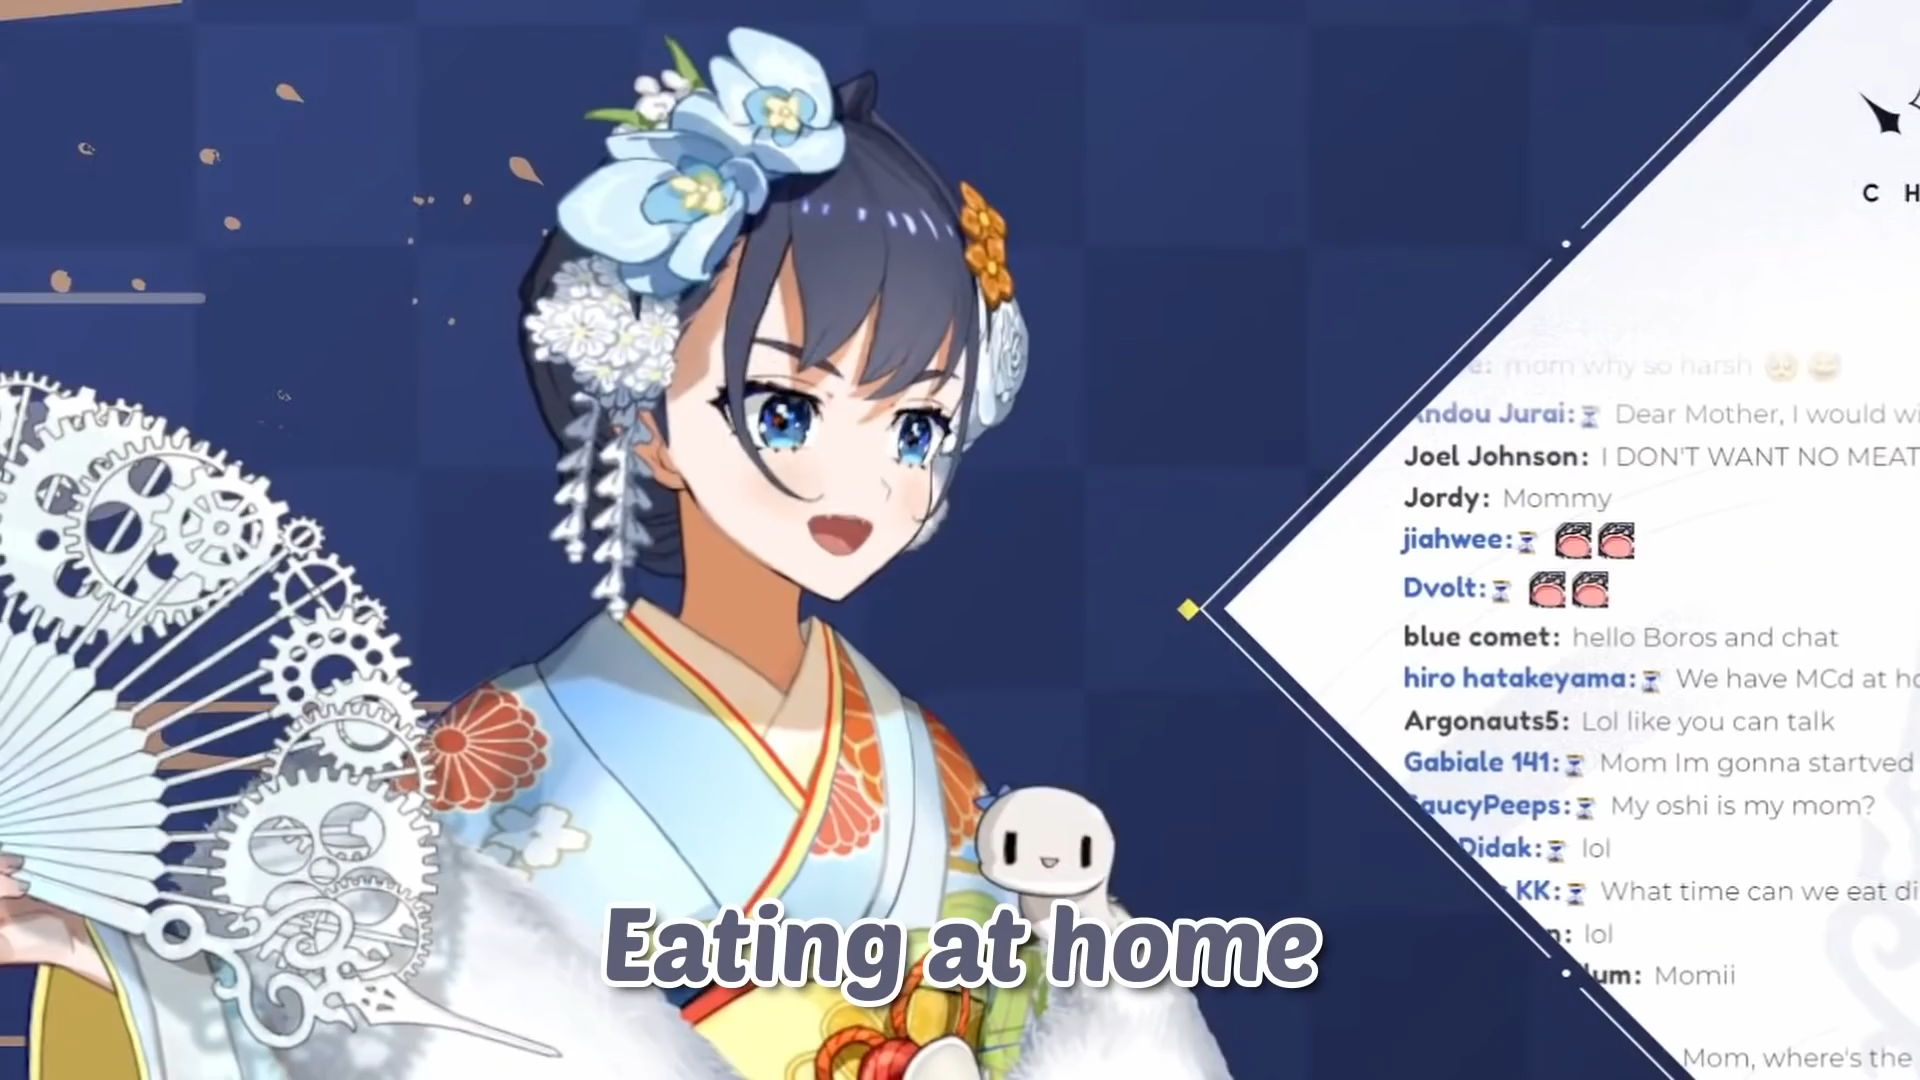 C H
e: mom why so harsh
Andou Jurai: Dear Mother, I would wi
Joel Johnson: I DON'T WANT NO MEAT
Jordy: Mommy
jiahwee:
Dvolt:
blue comet: hello Boros and chat
hiro hatakeyama: We have MCd at ho
Argonauts5: Lol like you can talk
Gabiale 141: Mom Im gonna startved
SaucyPeeps: My oshi is my mom?
Didak: lol
KK: What time can we eat di
n: lol
lum: Momii
Mom, where's the
Eating at home